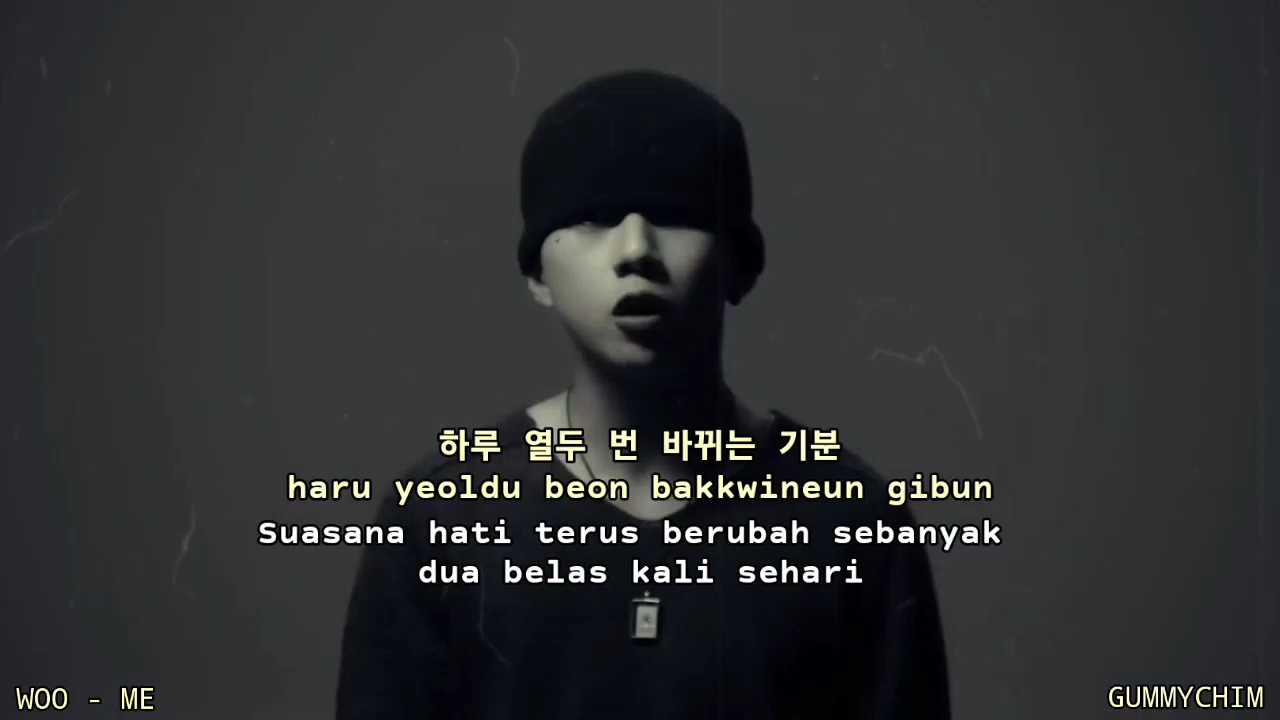 하루 열두 번 바뀌는 기분
haru yeoldu beon bakkwineun gibun
Suasana hati terus berubah sebanyak
dua belas kali sehari
WOO - ME
GUMMYCHIM